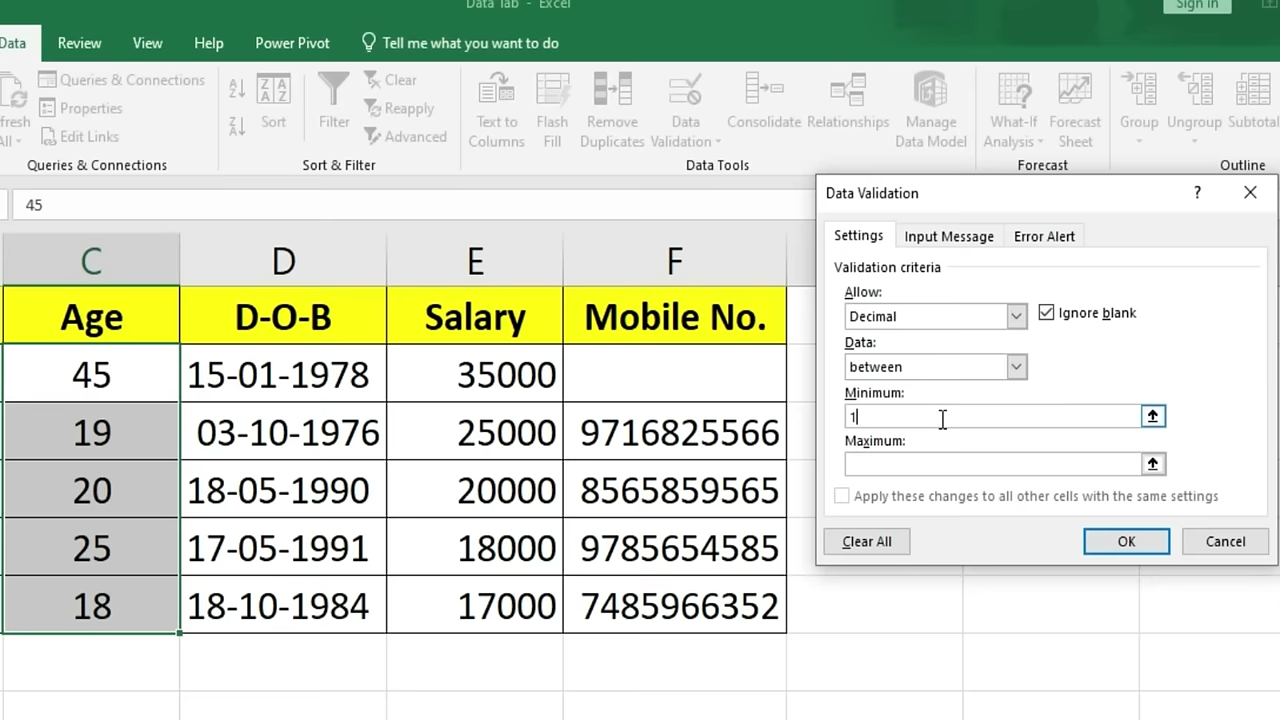 Data Tab - Excel
Sign in
Data Review View Help Power Pivot Tell me what you want to do
Queries & Connections
Properties
Edit Links
Queries & Connections
Sort
Filter
Clear
Reapply
Advanced
Sort & Filter
Text to
Columns
Flash
Fill
Remove
Duplicates
Data
Validation
Consolidate
Relationships
Manage
Data Model
Data Tools
What-If
Analysis
Forecast
Sheet
Forecast
Group
Ungroup
Subtotal
Outline
45
C D E F
Age D-O-B Salary Mobile No.
45 15-01-1978 35000
19 03-10-1976 25000 9716825566
20 18-05-1990 20000 8565859565
25 17-05-1991 18000 9785654585
18 18-10-1984 17000 7485966352
Data Validation ?
Settings Input Message Error Alert
Validation criteria
Allow:
Decimal Ignore blank
Data:
between
Minimum:
1
Maximum:
Apply these changes to all other cells with the same settings
Clear All OK Cancel